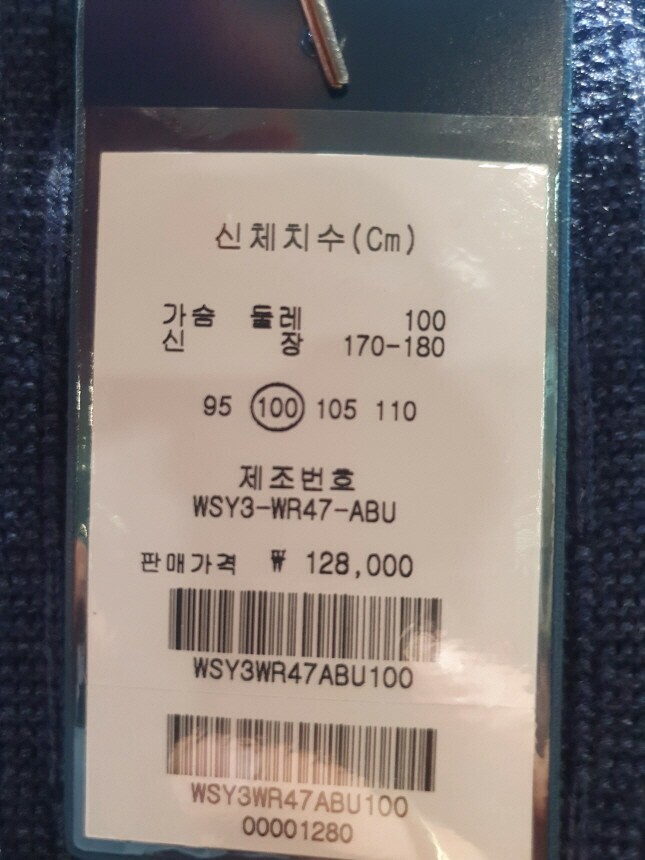 신체치수(Cm)
가슴 둘레 100
신 장 170-180
95 100 105 110
제조번호
WSY3-WR47-ABU
판매가격 ₩ 128,000
WSY3WR47ABU100
WSY3WR47ABU100
00001280